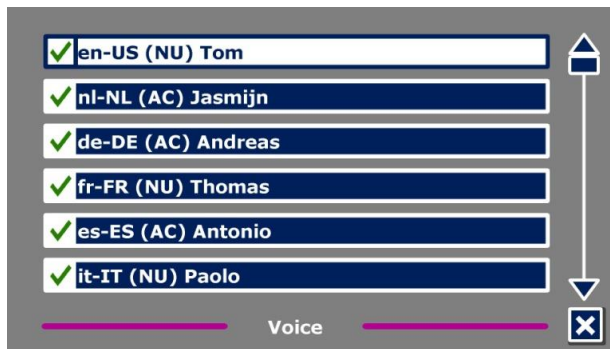 en-US (NU) Tom
nl-NL (AC) Jasmijn
de-DE (AC) Andreas
fr-FR (NU) Thomas
es-ES (AC) Antonio
it-IT (NU) Paolo
Voice